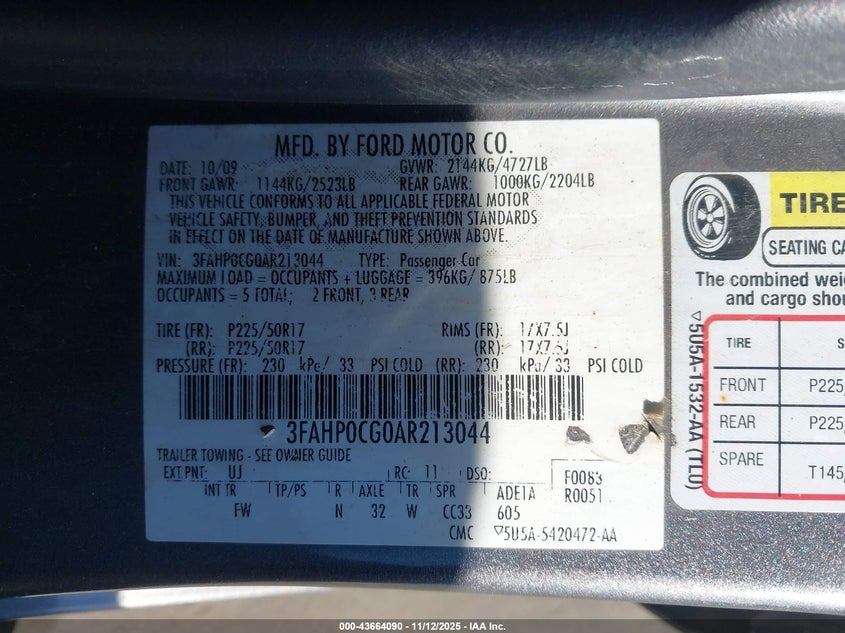 MFD. BY FORD MOTOR CO.
DATE: 10/09 GVWR: 2144KG/4727LB
FRONT GAWR: 1144KG/2523LB REAR GAWR: 1000KG/2204LB
THIS VEHICLE CONFORMS TO ALL APPLICABLE FEDERAL MOTOR
VEHICLE SAFETY, BUMPER, AND THEFT PREVENTION STANDARDS
IN EFFECT ON THE DATE OF MANUFACTURE SHOWN ABOVE.
VIN: 3FAHP0CG0AR213044 TYPE: Passenger Car
MAXIMUM LOAD = OCCUPANTS + LUGGAGE = 396KG/ 875LB
OCCUPANTS = 5 TOTAL; 2 FRONT, 3 REAR
TIRE (FR): P225/50R17 RIMS (FR): 17X7.5J
(RR): P225/50R17 (RR): 17X7.5J
PRESSURE (FR): 230 kPa/ 33 PSI COLD (RR): 230 kPa/ 33 PSI COLD
3FAHP0CG0AR213044
TRAILER TOWING - SEE OWNER GUIDE
EXT PNT: UJ RC: 11 DSO: F0083
R0051
INT TR TP/PS R AXLE TR SPR ADE1A
FW N 32 W CC33 605
CMC ▽5U5A-5420472-AA
TIRE
SEATING CA
The combined wei
and cargo shou
▽5U5A-1532-AA (TL0)
TIRE S
FRONT P225/
REAR P225/
SPARE T145/
000-43664090 - 11/12/2025 - IAA Inc.
Copyright © 2025 IAA Inc.